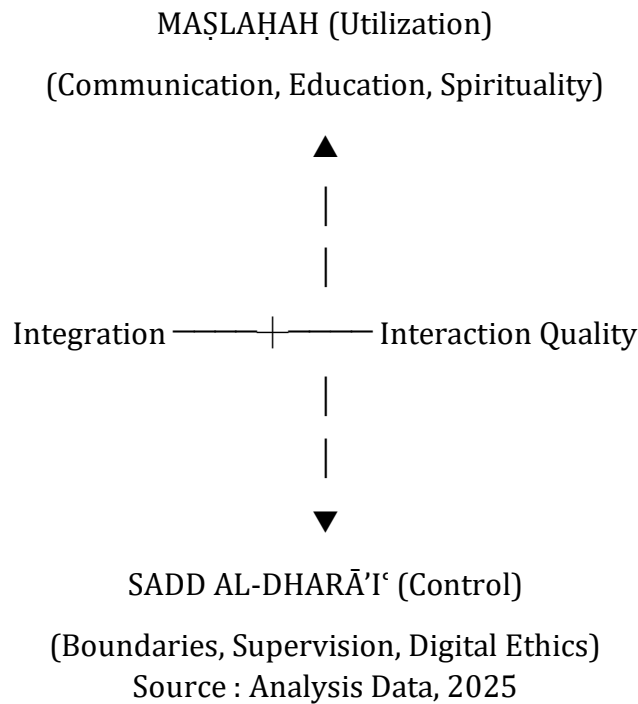 MAṢLAḤAH (Utilization)
(Communication, Education, Spirituality)
Integration Interaction Quality
SADD AL-DHARĀ’Iʿ (Control)
(Boundaries, Supervision, Digital Ethics)
Source : Analysis Data, 2025